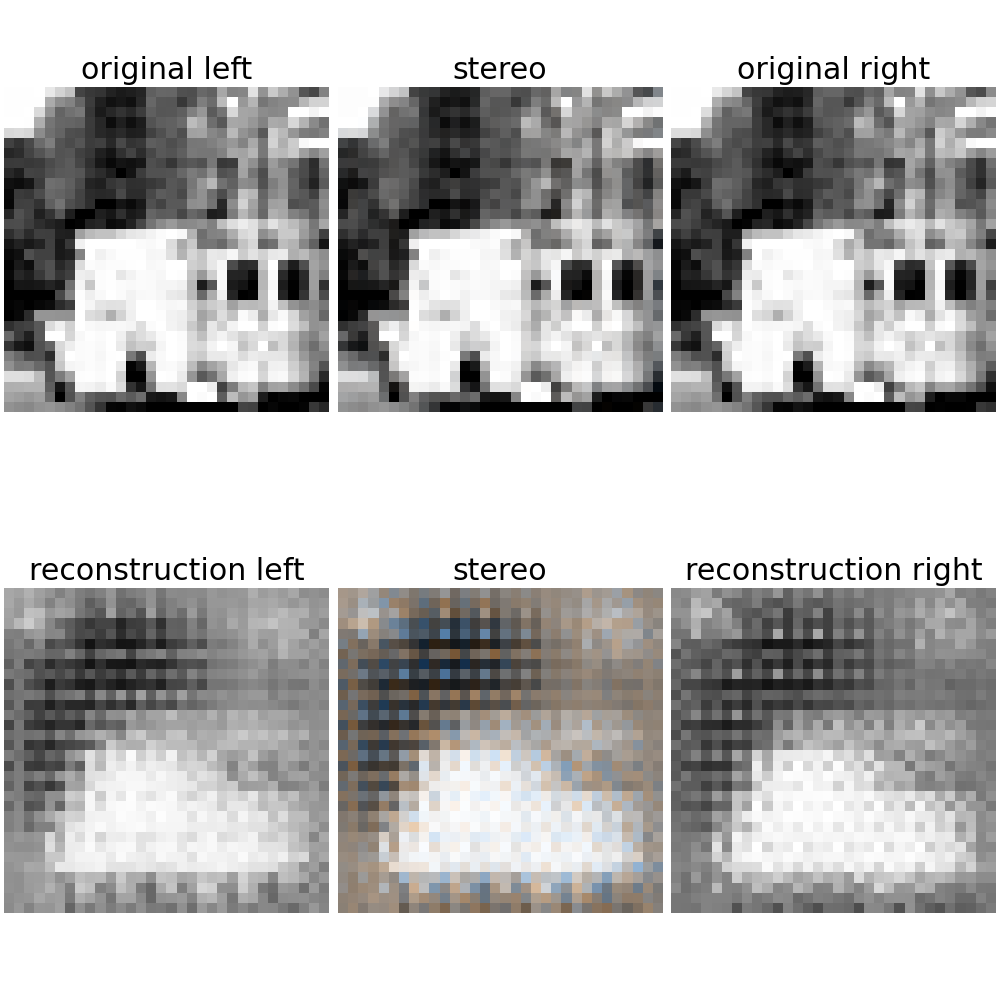 original left
stereo
original right
reconstruction left
stereo
reconstruction right